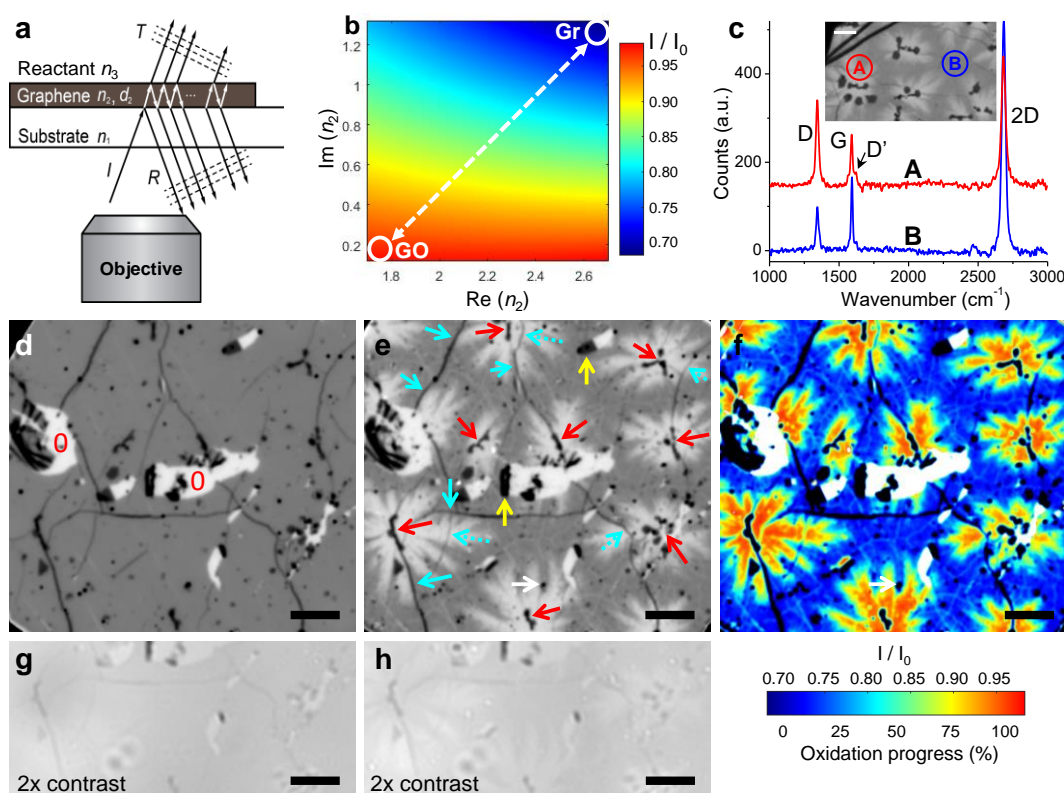 a
T
Reactant n3
Graphene n2, d2
...
Substrate n1
I
R
Objective
b
Gr
GO
1.2
1
0.8
0.6
0.4
0.2
Im (n2)
1.8
2
2.2
2.4
2.6
Re (n2)
I / I0
0.95
0.90
0.85
0.80
0.75
0.70
c
A
B
400
200
0
Counts (a.u.)
D
G
D’
2D
A
B
1000
1500
2000
2500
3000
Wavenumber (cm-1)
d
0
0
e
f
g
2x contrast
h
2x contrast
I / I0
0.70
0.75
0.80
0.85
0.90
0.95
0
25
50
75
100
Oxidation progress (%)